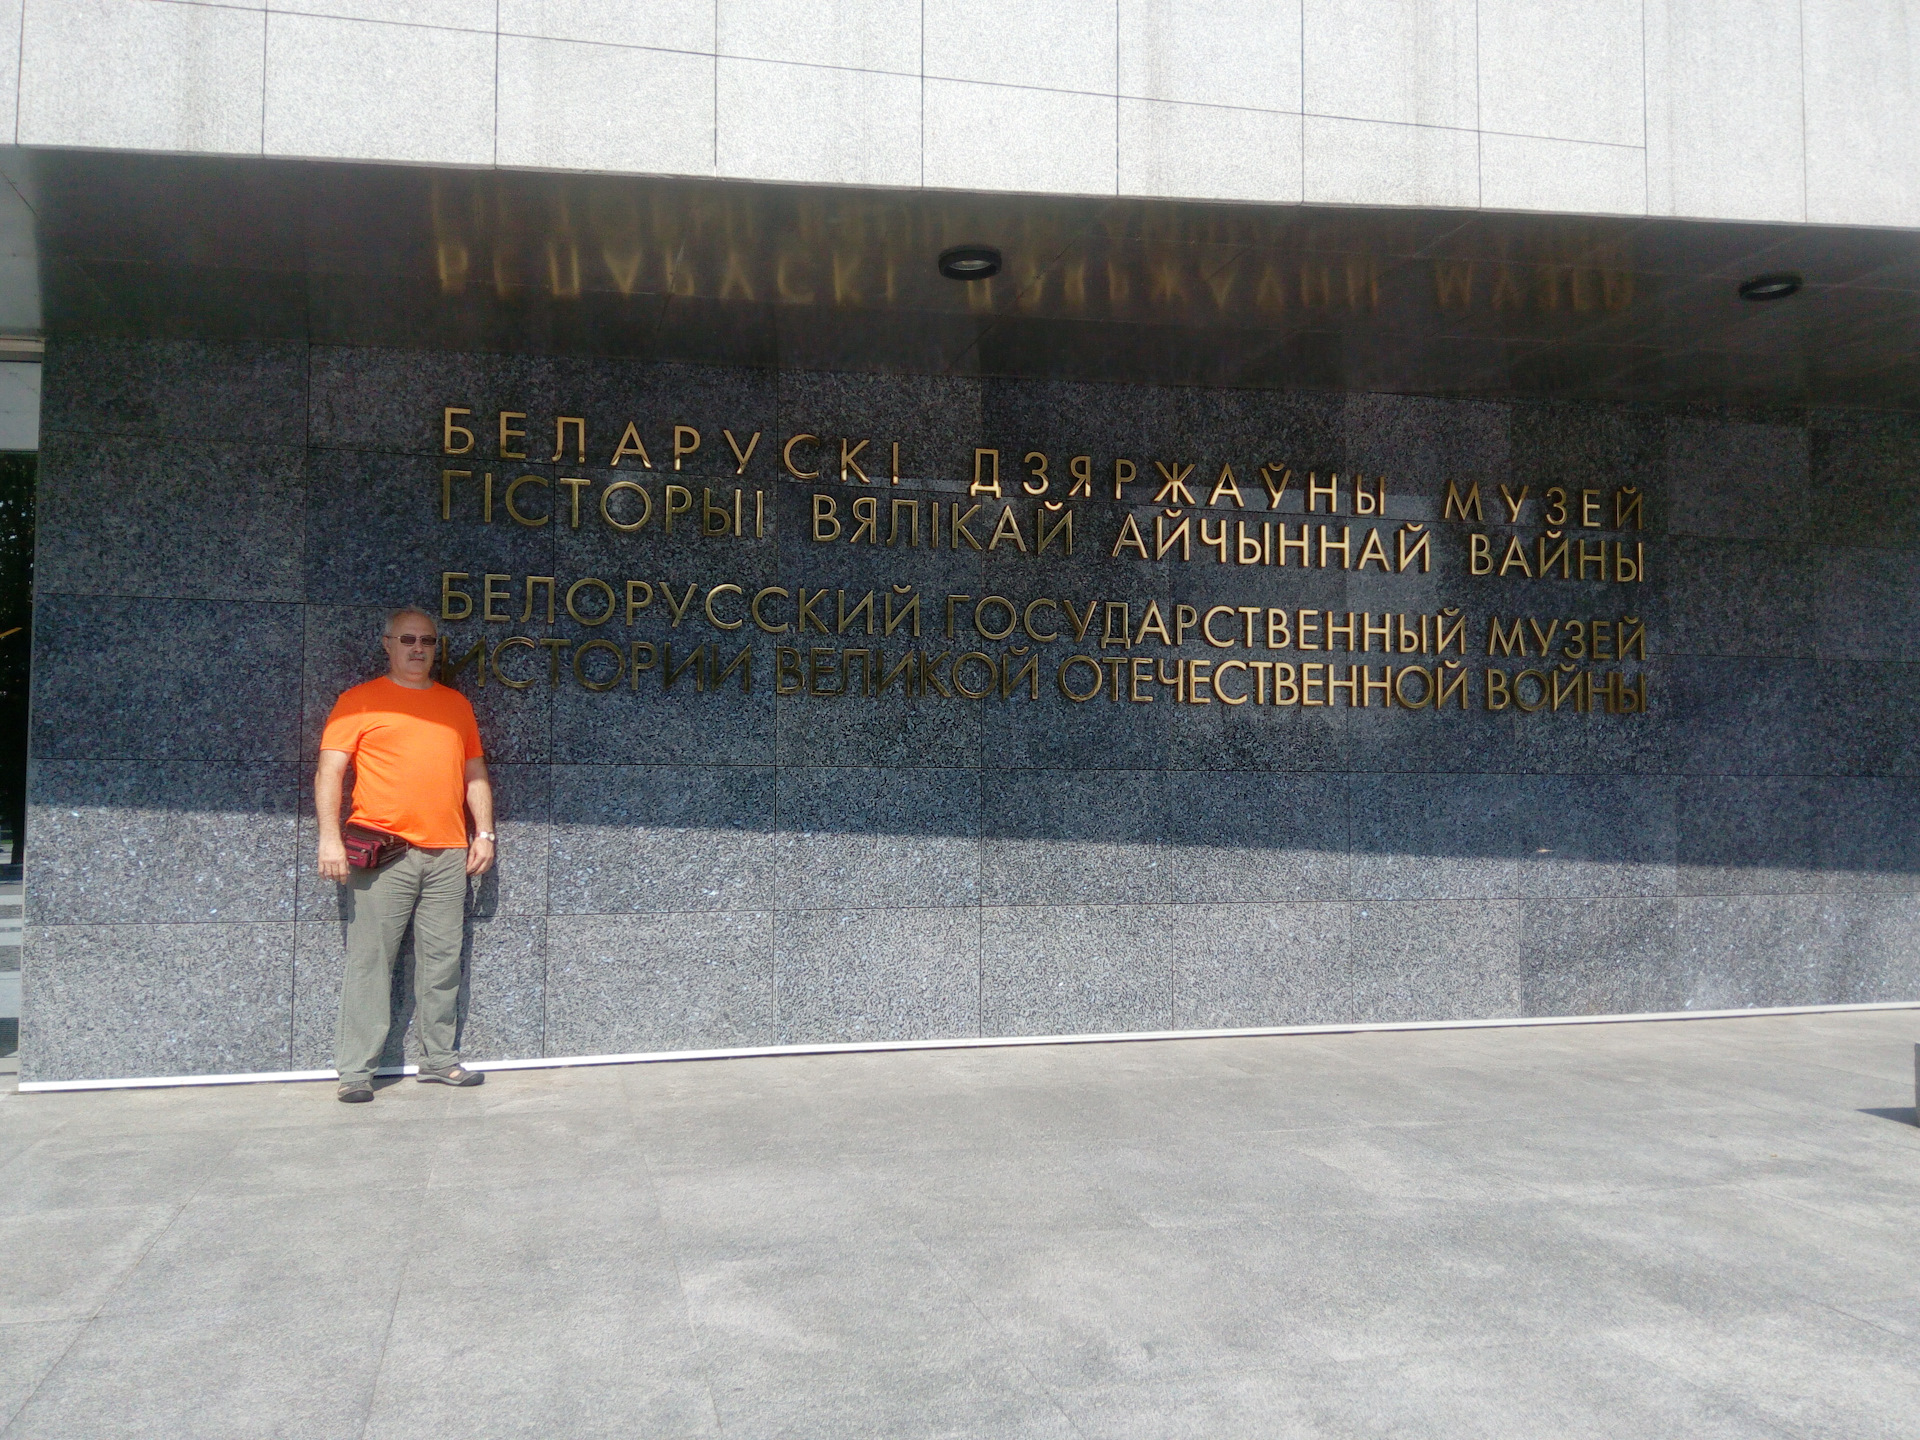 БЕЛАРУСКІ ДЗЯРЖАЎНЫ МУЗЕЙ
ГІСТОРЫІ ВЯЛІКАЙ АЙЧЫННАЙ ВАЙНЫ
БЕЛОРУССКИЙ ГОСУДАРСТВЕННЫЙ МУЗЕЙ
ИСТОРИИ ВЕЛИКОЙ ОТЕЧЕСТВЕННОЙ ВОЙНЫ